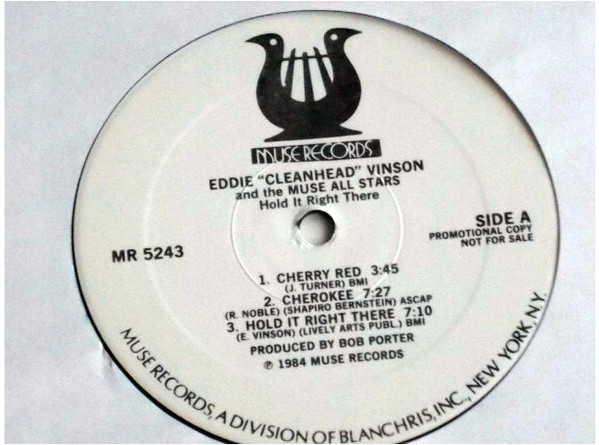 MUSE RECORDS
EDDIE "CLEANHEAD" VINSON
and the MUSE ALL STARS
Hold It Right There
MR 5243
SIDE A
PROMOTIONAL COPY
NOT FOR SALE
1. CHERRY RED 3:45
(J. TURNER) BMI
2. CHEROKEE 7:27
(R. NOBLE) (SHAPIRO BERNSTEIN) ASCAP
3. HOLD IT RIGHT THERE 7:10
(E. VINSON) (LIVELY ARTS PUBL.) BMI
PRODUCED BY BOB PORTER
℗ 1984 MUSE RECORDS
MUSE RECORDS, A DIVISION OF BLANCHRIS, INC., NEW YORK, N.Y.